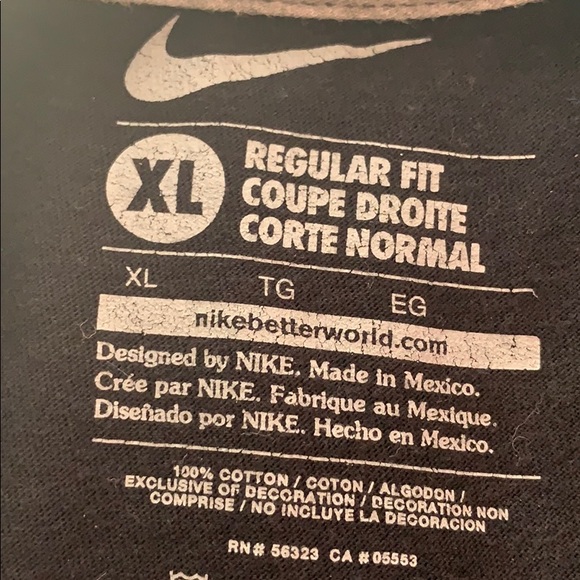 XL
REGULAR FIT
COUPE DROITE
CORTE NORMAL
XL TG EG
nikebetterworld.com
Designed by NIKE. Made in Mexico.
Crée par NIKE. Fabrique au Mexique.
Diseñado por NIKE. Hecho en Mexico.
100% COTTON / COTON / ALGODON /
EXCLUSIVE OF DECORATION / DECORATION NON
COMPRISE / NO INCLUYE LA DECORACION
RN# 56323 CA #05553